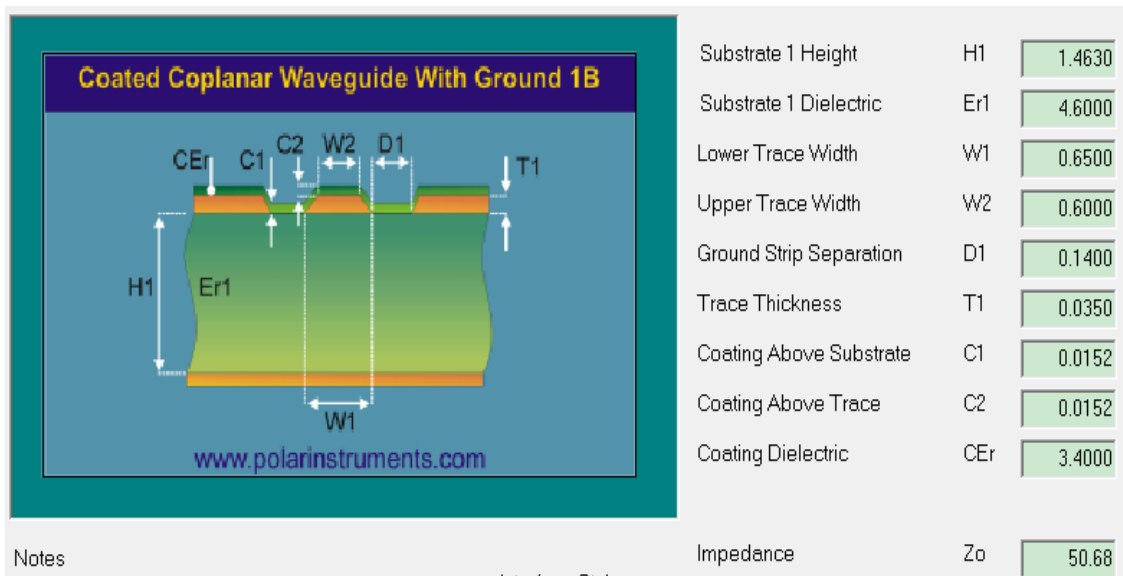 Coated Coplanar Waveguide With Ground 1B
CEr
C1
C2
W2
D1
T1
H1
Er1
W1
www.polarinstruments.com
Substrate 1 Height H1 1.4630
Substrate 1 Dielectric Er1 4.6000
Lower Trace Width W1 0.6500
Upper Trace Width W2 0.6000
Ground Strip Separation D1 0.1400
Trace Thickness T1 0.0350
Coating Above Substrate C1 0.0152
Coating Above Trace C2 0.0152
Coating Dielectric CEr 3.4000
Notes
Impedance Zo 50.68